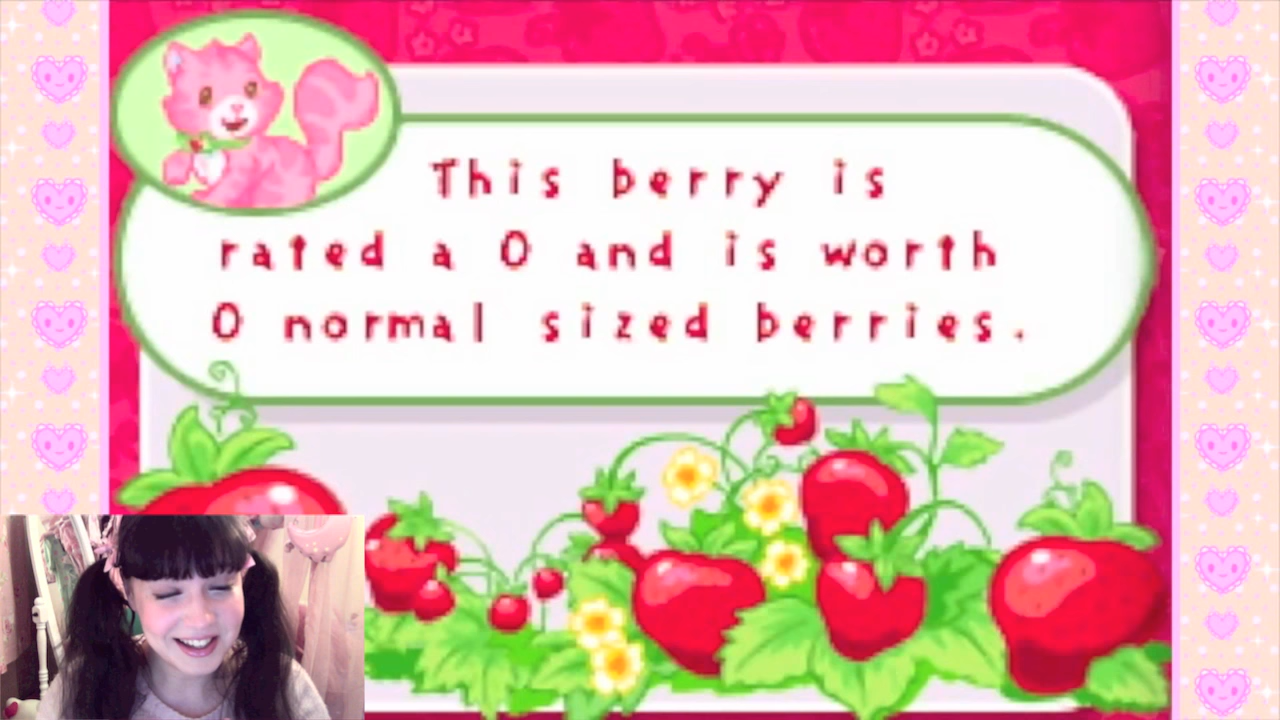 This berry is
rated a 0 and is worth
0 normal sized berries.